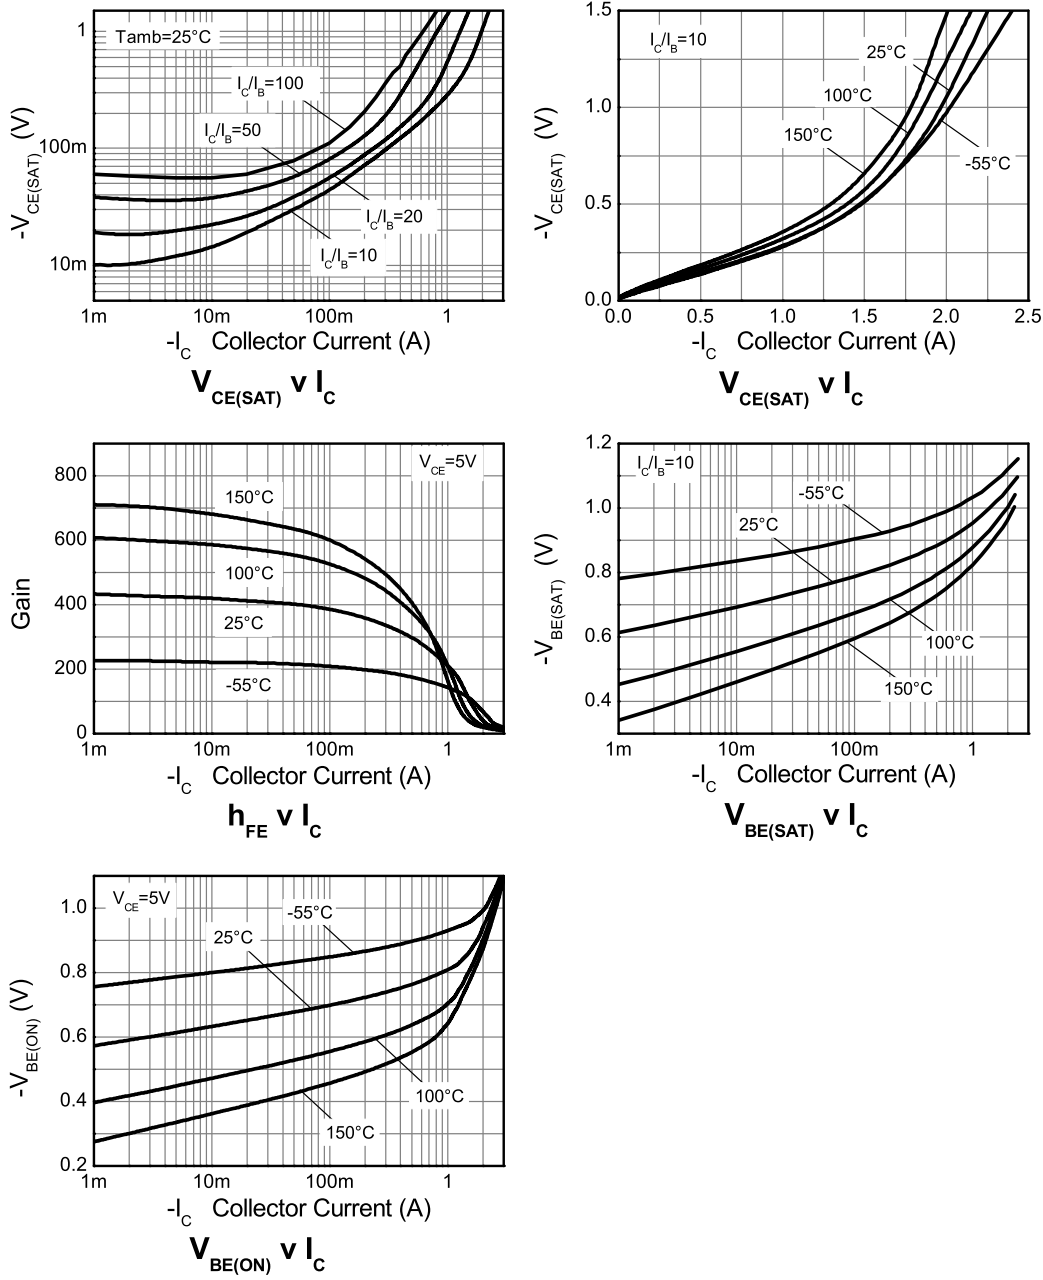 Tamb=25°C
I_C/I_B=100
I_C/I_B=50
I_C/I_B=20
I_C/I_B=10
1
100m
10m
-V_CE(SAT) (V)
1m 10m 100m 1
-I_C Collector Current (A)
V_CE(SAT) v I_C
I_C/I_B=10
25°C
100°C
150°C
-55°C
1.5
1.0
0.5
0.0
-V_CE(SAT) (V)
0.0 0.5 1.0 1.5 2.0 2.5
-I_C Collector Current (A)
V_CE(SAT) v I_C
V_CE=5V
150°C
100°C
25°C
-55°C
800
600
400
200
0
Gain
1m 10m 100m 1
-I_C Collector Current (A)
h_FE v I_C
I_C/I_B=10
-55°C
25°C
100°C
150°C
1.2
1.0
0.8
0.6
0.4
-V_BE(SAT) (V)
1m 10m 100m 1
-I_C Collector Current (A)
V_BE(SAT) v I_C
V_CE=5V
-55°C
25°C
100°C
150°C
1.0
0.8
0.6
0.4
0.2
-V_BE(ON) (V)
1m 10m 100m 1
-I_C Collector Current (A)
V_BE(ON) v I_C